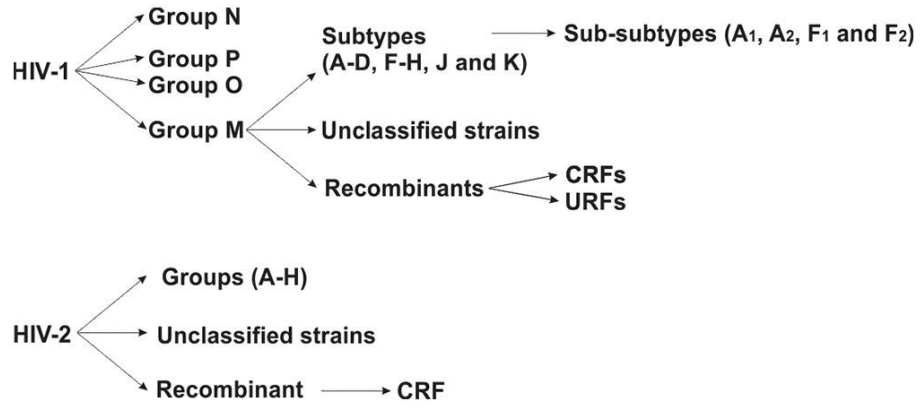 Group N
HIV-1
Group P
Group O
Group M
Subtypes
(A-D, F-H, J and K)
Sub-subtypes (A1, A2, F1 and F2)
Unclassified strains
Recombinants
CRFs
URFs
HIV-2
Groups (A-H)
Unclassified strains
Recombinant
CRF